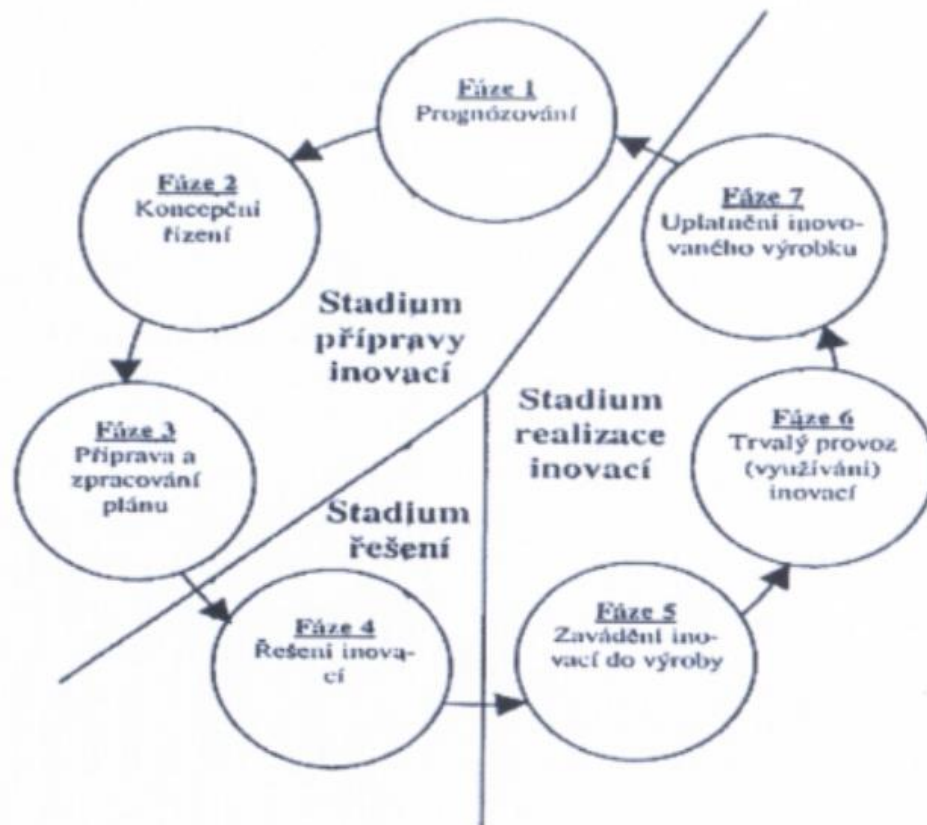 Fáze 1
Prognózování
Fáze 2
Koncepční
řízení
Fáze 7
Uplatnění inovo-
vaného výrobku
Stadium
přípravy
inovací
Stadium
realizace
inovací
Fáze 3
Příprava a
zpracování
plánu
Fáze 6
Trvalý provoz
(využívání)
inovací
Stadium
řešení
Fáze 4
Řešení inova-
cí
Fáze 5
Zavádění ino-
vací do výroby